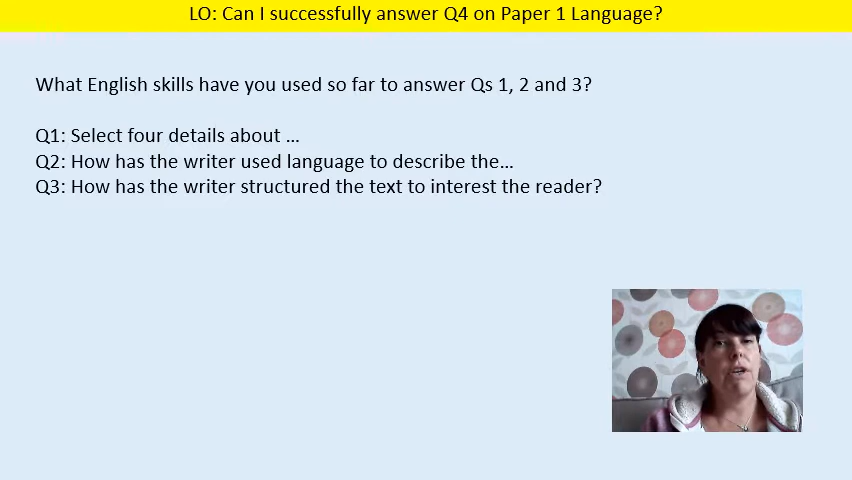 LO: Can I successfully answer Q4 on Paper 1 Language?
What English skills have you used so far to answer Qs 1, 2 and 3?
Q1: Select four details about ...
Q2: How has the writer used language to describe the...
Q3: How has the writer structured the text to interest the reader?